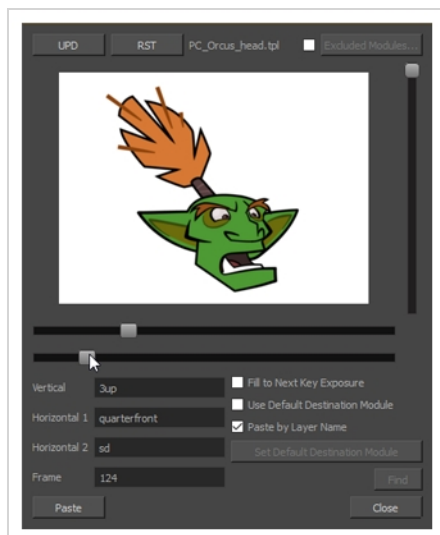 UPD RST PC_Orcus_head.tpl Excluded Modules...
Vertical 3up Fill to Next Key Exposure
Use Default Destination Module
Horizontal 1 quarterfront Paste by Layer Name
Horizontal 2 sd Set Default Destination Module
Frame 124 Find
Paste Close